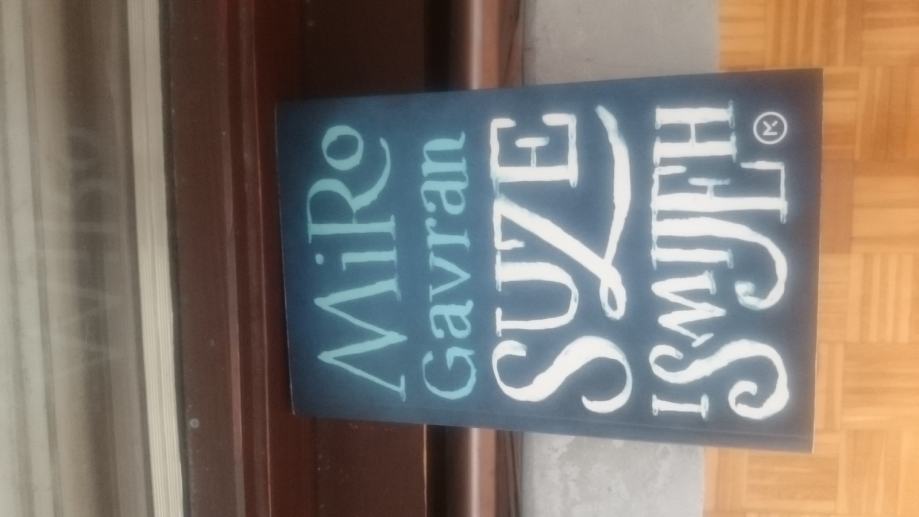 MiRo
Gavran
SUZE
I SMIJEH
K